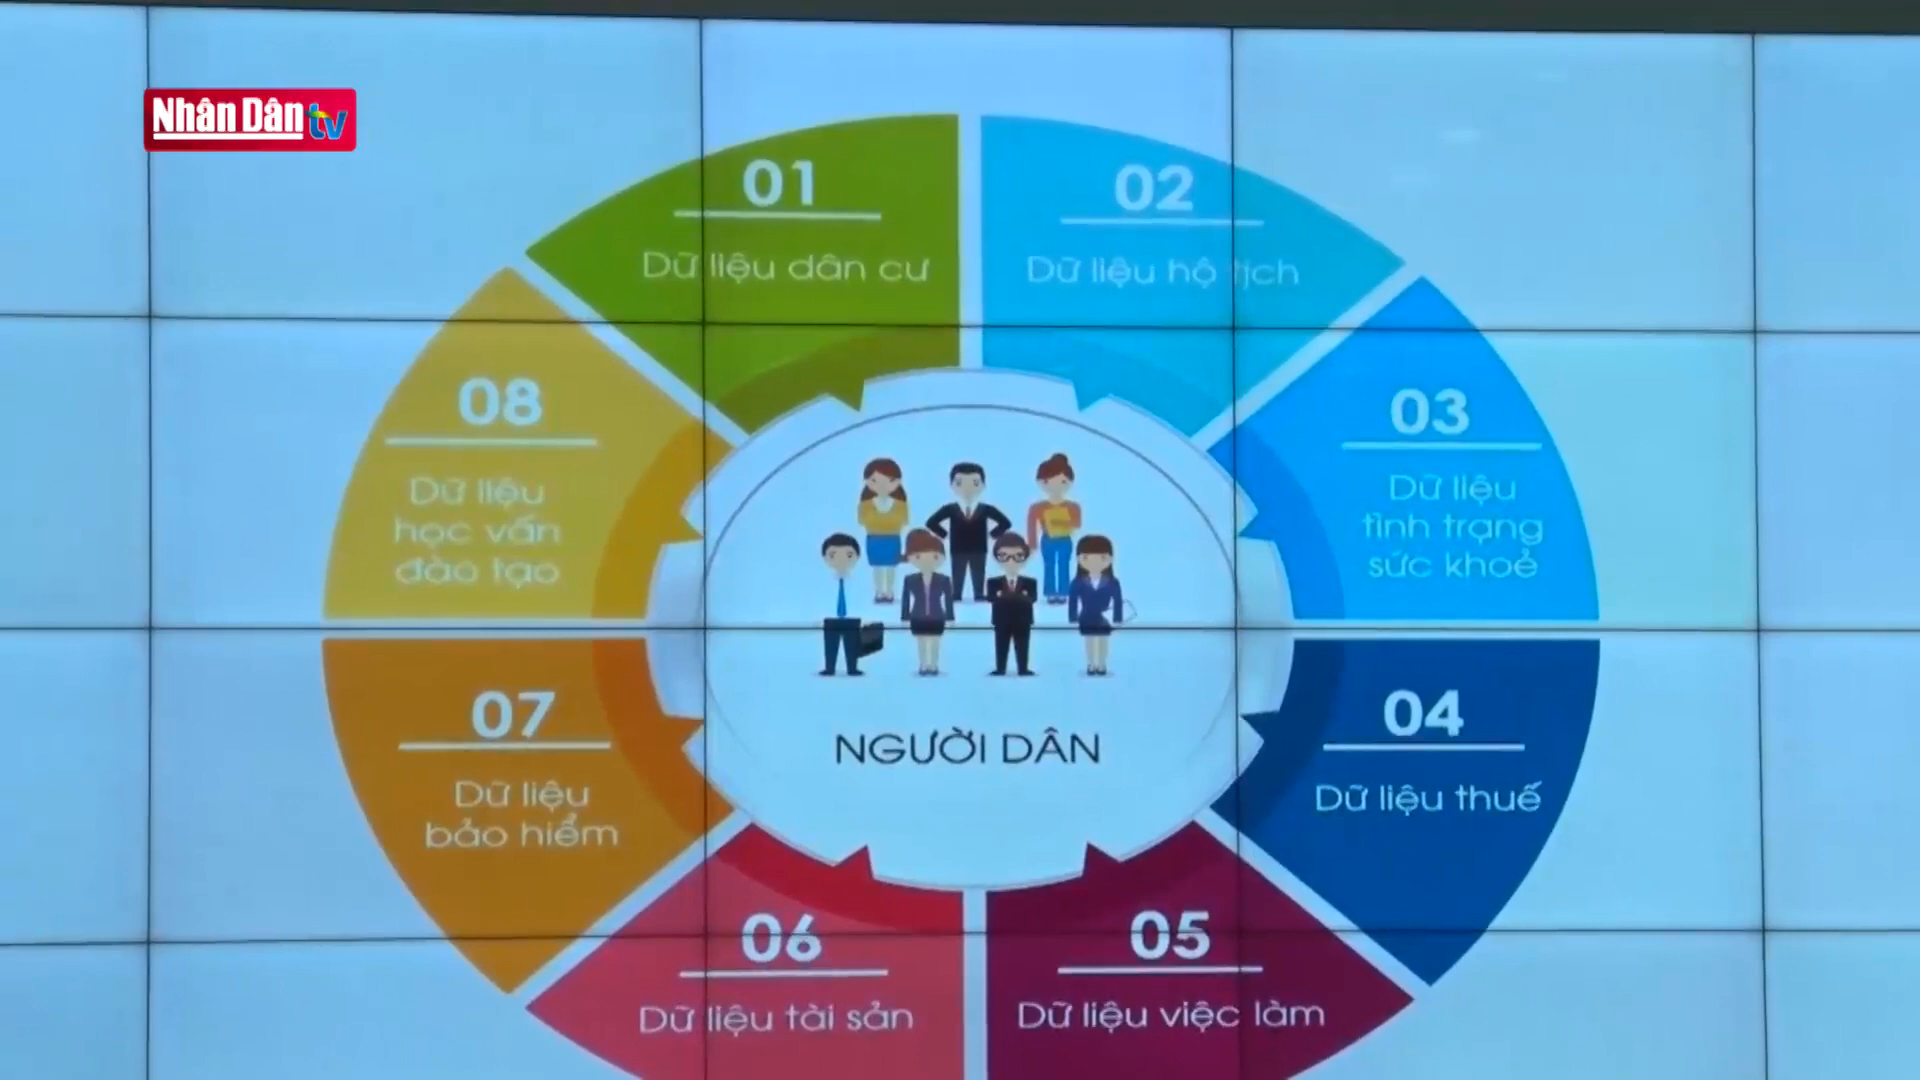 Nhân Dân tv
01
Dữ liệu dân cư
02
Dữ liệu hộ tịch
03
Dữ liệu
tình trạng
sức khoẻ
04
Dữ liệu thuế
05
Dữ liệu việc làm
06
Dữ liệu tài sản
07
Dữ liệu
bảo hiểm
08
Dữ liệu
học vấn
đào tạo
NGƯỜI DÂN